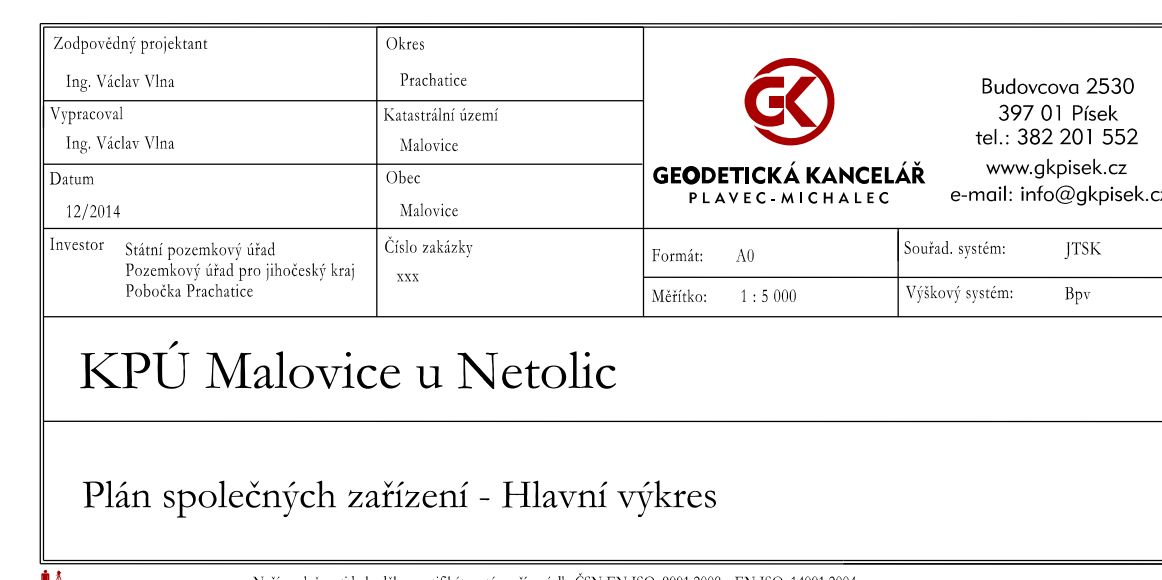 Zodpovědný projektant
Ing. Václav Vlna
Okres
Prachatice
Vypracoval
Ing. Václav Vlna
Katastrální území
Malovice
Datum
12/2014
Obec
Malovice
GK
GEODETICKÁ KANCELÁŘ
PLAVEC-MICHALEC
Budovcova 2530
397 01 Písek
tel.: 382 201 552
www.gkpisek.cz
e-mail: info@gkpisek.cz
Investor
Státní pozemkový úřad
Pozemkový úřad pro jihočeský kraj
Pobočka Prachatice
Číslo zakázky
xxx
Formát: A0
Souřad. systém: JTSK
Měřítko: 1 : 5 000
Výškový systém: Bpv
KPÚ Malovice u Netolic
Plán společných zařízení - Hlavní výkres